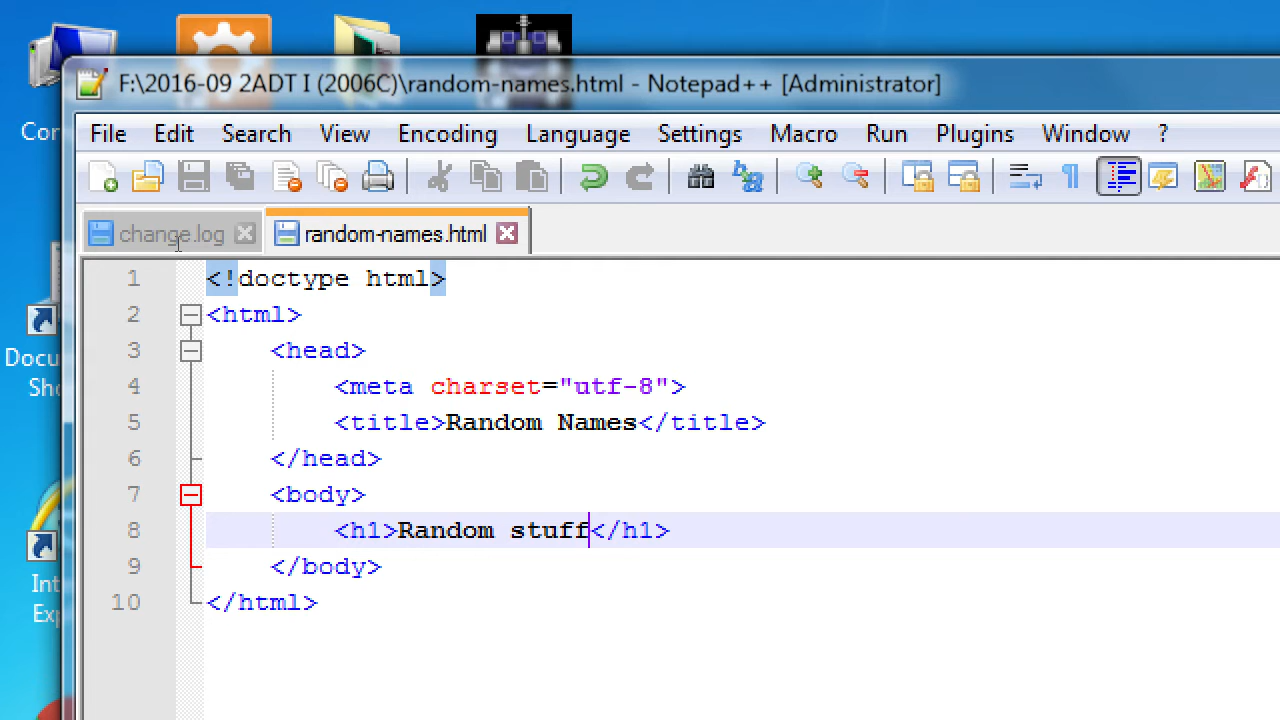 F:\2016-09 2ADT I (2006C)\random-names.html - Notepad++ [Administrator]
File Edit Search View Encoding Language Settings Macro Run Plugins Window ?
change.log random-names.html
1 <!doctype html>
2 <html>
3 <head>
4 <meta charset="utf-8">
5 <title>Random Names</title>
6 </head>
7 <body>
8 <h1>Random stuff</h1>
9 </body>
10 </html>